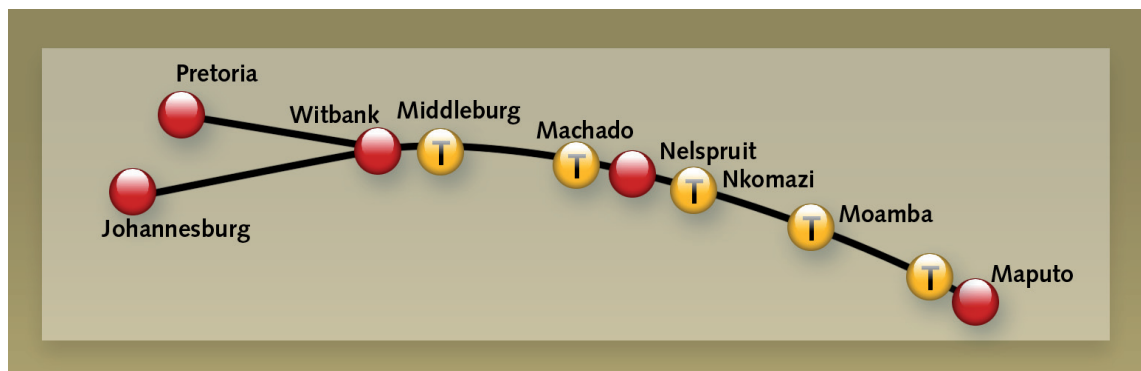 Pretoria
Witbank
Middleburg
T
Machado
T
Nelspruit
T
Nkomazi
T
Moamba
T
Maputo
Johannesburg